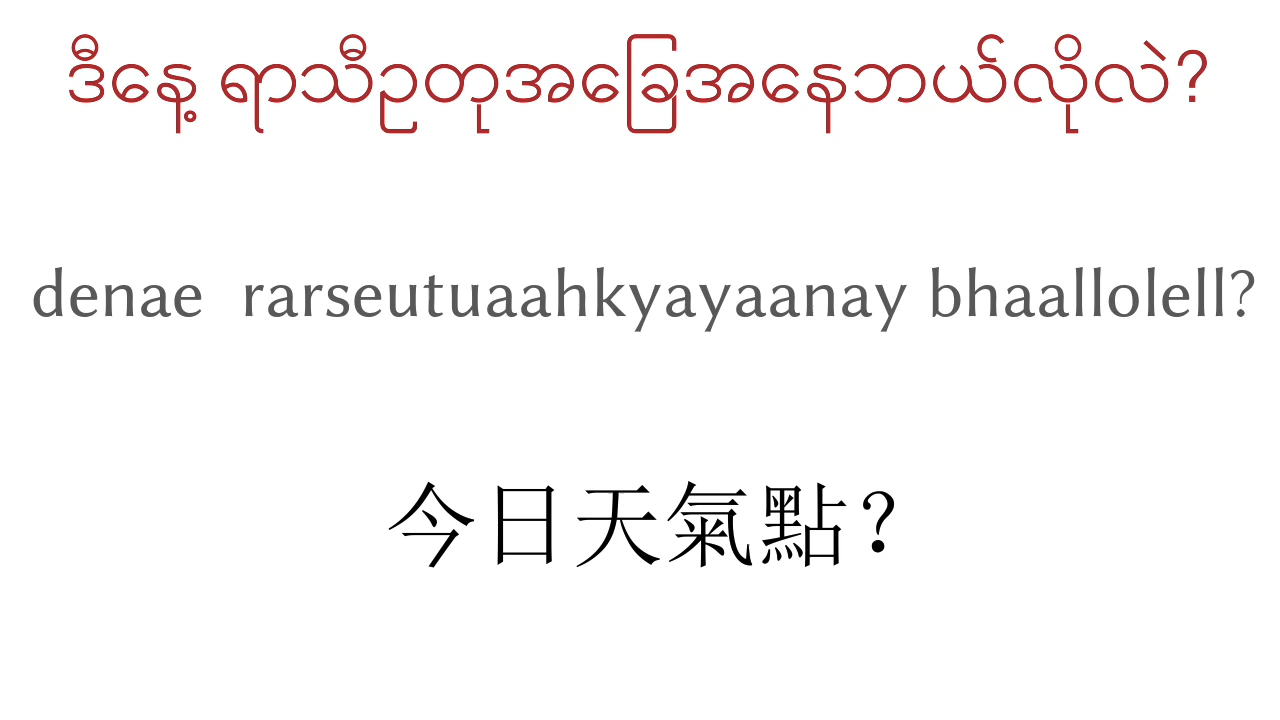 ဒီနေ့ ရာသီဥတုအခြေအနေဘယ်လိုလဲ?
denae rarseutuaahkyayaanay bhaallolell?
今日天氣點?